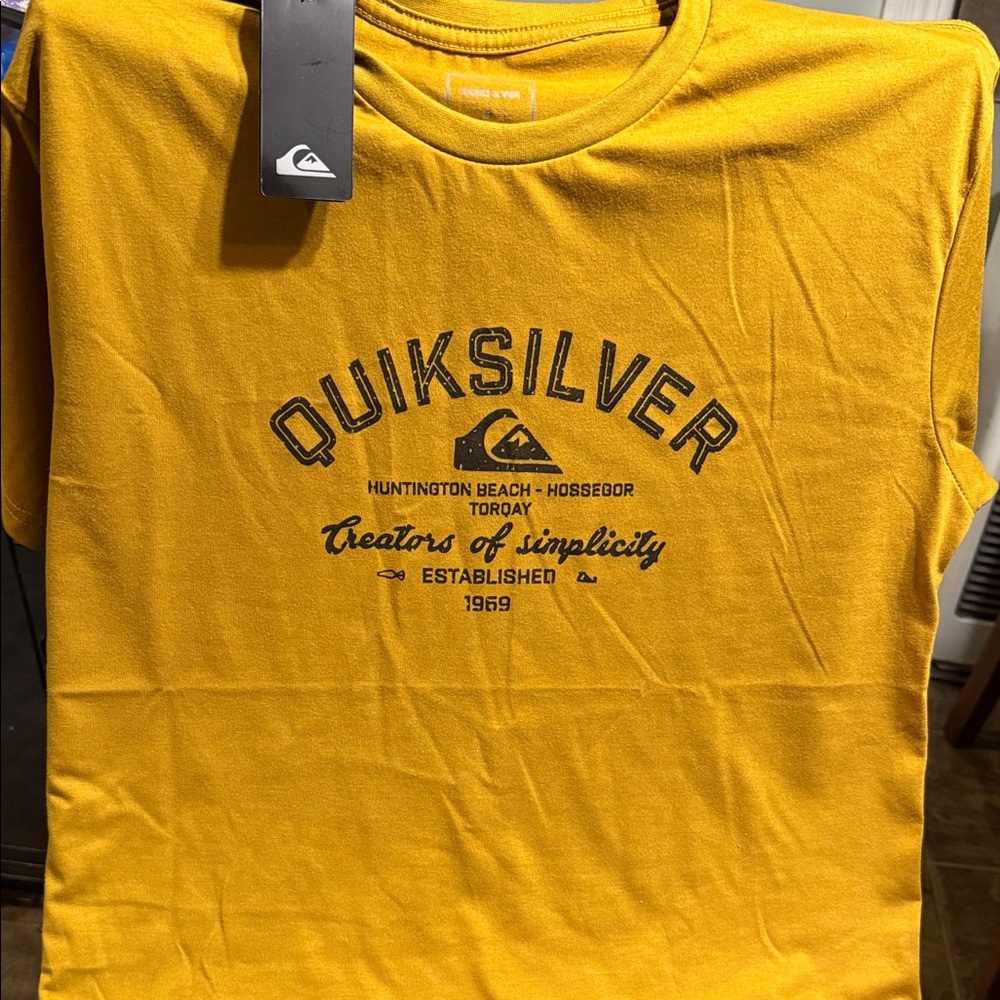 QUIKSILVER
HUNTINGTON BEACH - HOSSEGOR
TORQAY
Creators of simplicity
ESTABLISHED
1969